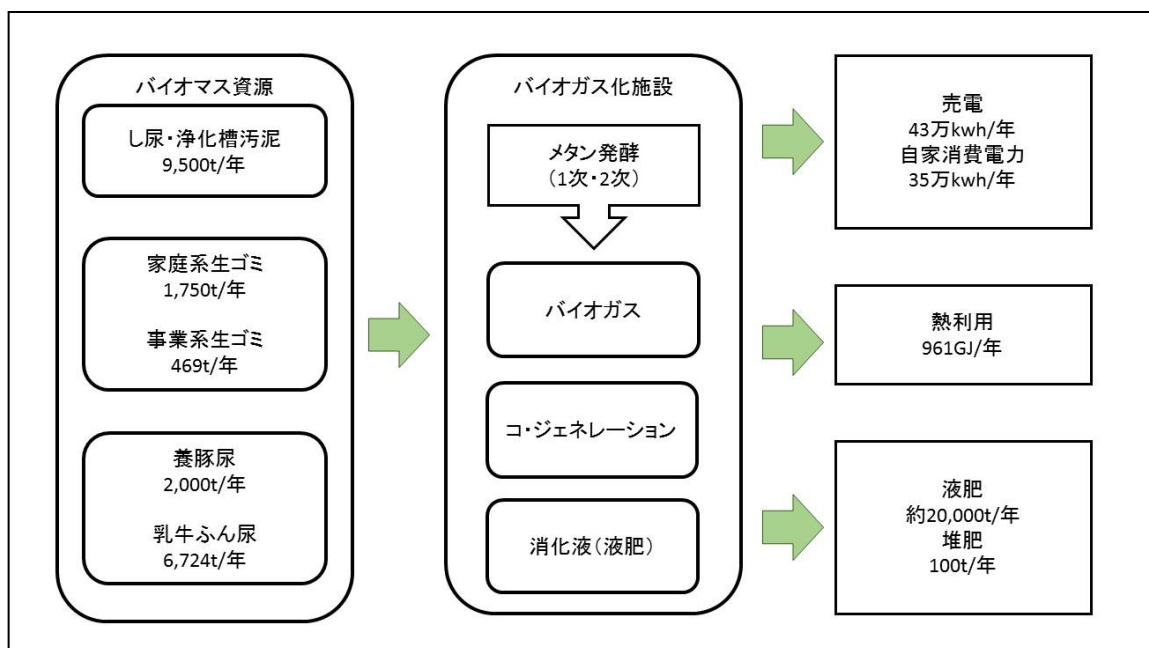 バイオマス資源
し尿・浄化槽汚泥
9,500t/年
家庭系生ゴミ
1,750t/年
事業系生ゴミ
469t/年
養豚尿
2,000t/年
乳牛ふん尿
6,724t/年
バイオガス化施設
メタン発酵
(1次・2次)
バイオガス
コ・ジェネレーション
消化液(液肥)
売電
43万kwh/年
自家消費電力
35万kwh/年
熱利用
961GJ/年
液肥
約20,000t/年
堆肥
100t/年